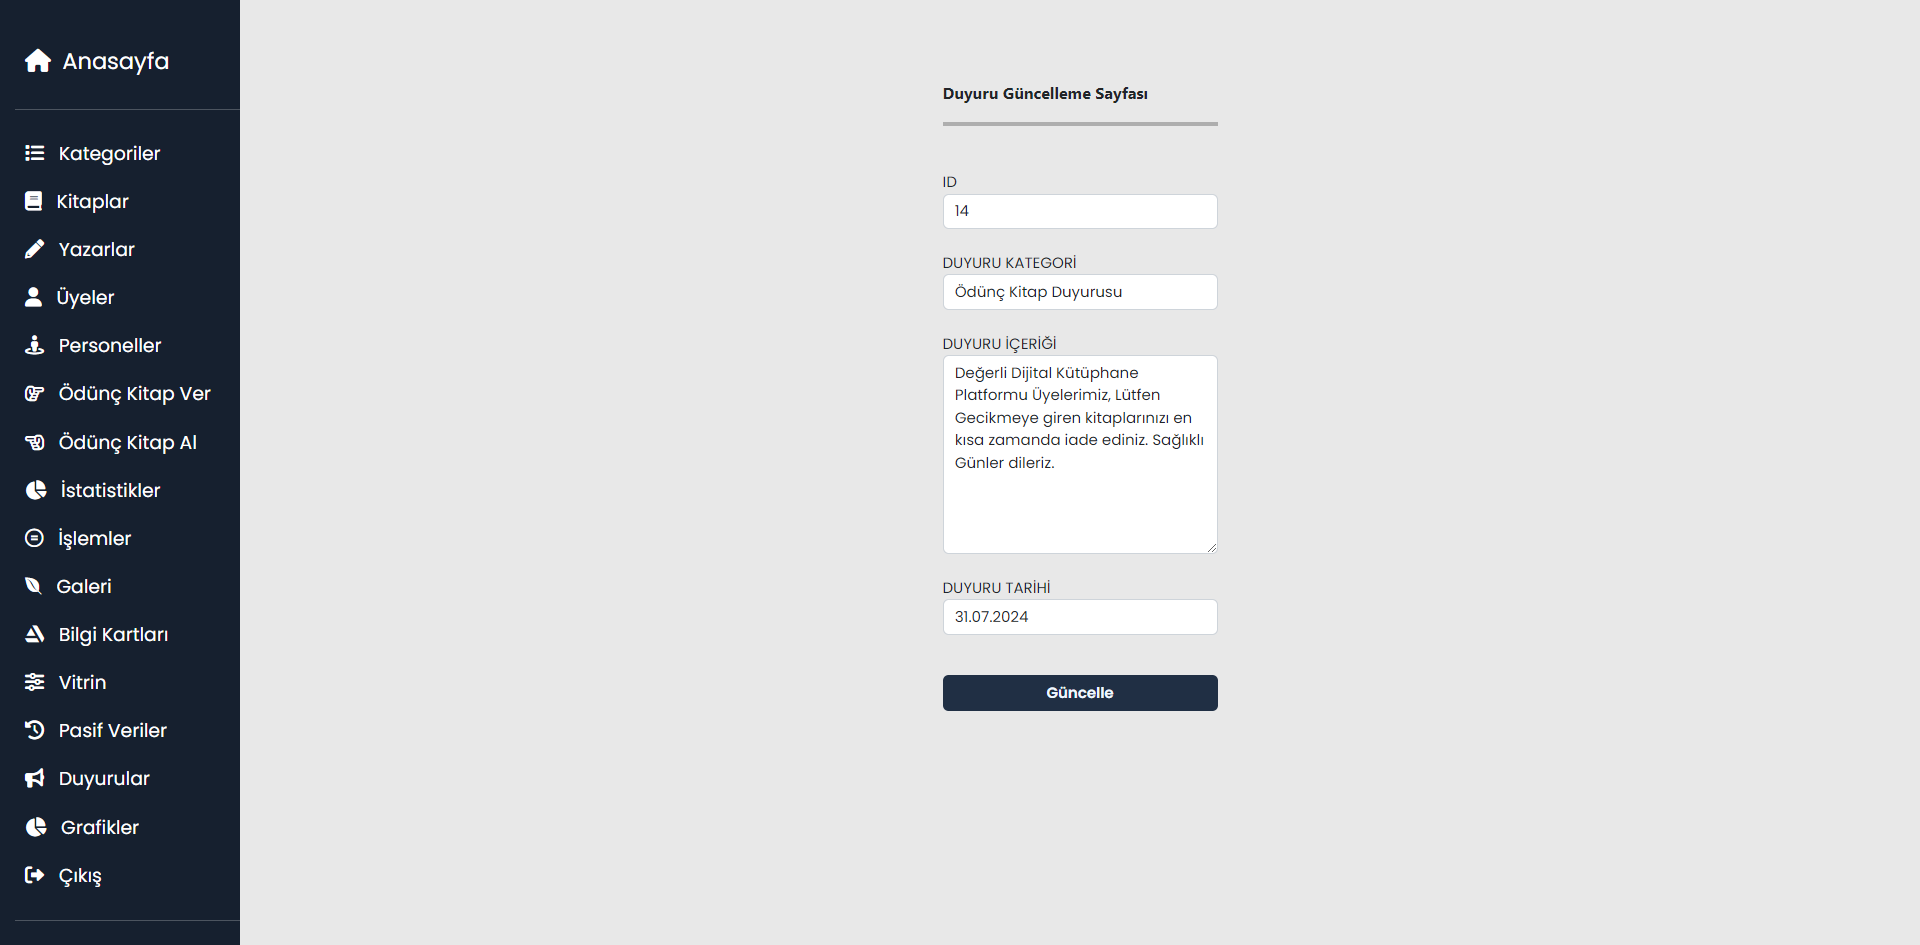 Anasayfa
Kategoriler
Kitaplar
Yazarlar
Üyeler
Personeller
Ödünç Kitap Ver
Ödünç Kitap Al
İstatistikler
İşlemler
Galeri
Bilgi Kartları
Vitrin
Pasif Veriler
Duyurular
Grafikler
Çıkış
Duyuru Güncelleme Sayfası
ID
14
DUYURU KATEGORİ
Ödünç Kitap Duyurusu
DUYURU İÇERİĞİ
Değerli Dijital Kütüphane
Platformu Üyelerimiz, Lütfen
Gecikmeye giren kitaplarınızı en
kısa zamanda iade ediniz. Sağlıklı
Günler dileriz.
DUYURU TARİHİ
31.07.2024
Güncelle